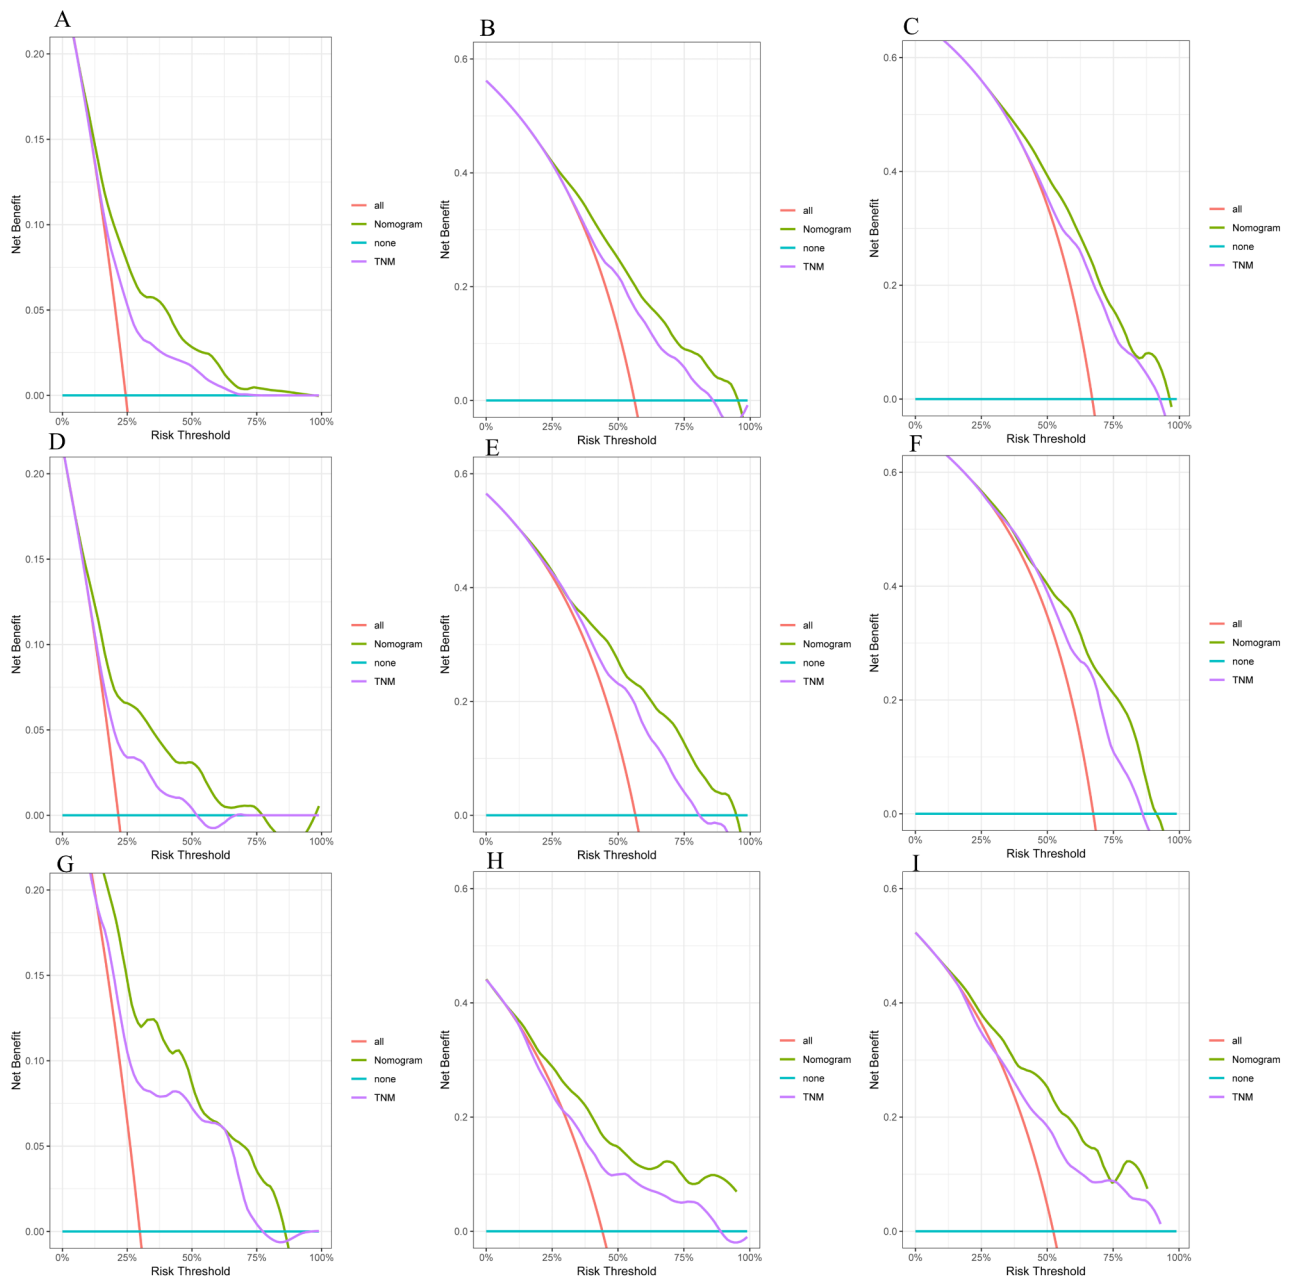 A
0.20
0.15
0.10
0.05
0.00
Net Benefit
0% 25% 50% 75% 100%
Risk Threshold
all
Nomogram
none
TNM
B
0.6
0.4
0.2
0.0
Net Benefit
0% 25% 50% 75% 100%
Risk Threshold
all
Nomogram
none
TNM
C
0.6
0.4
0.2
0.0
Net Benefit
0% 25% 50% 75% 100%
Risk Threshold
all
Nomogram
none
TNM
D
0.20
0.15
0.10
0.05
0.00
Net Benefit
0% 25% 50% 75% 100%
Risk Threshold
all
Nomogram
none
TNM
E
0.6
0.4
0.2
0.0
Net Benefit
0% 25% 50% 75% 100%
Risk Threshold
all
Nomogram
none
TNM
F
0.6
0.4
0.2
0.0
Net Benefit
0% 25% 50% 75% 100%
Risk Threshold
all
Nomogram
none
TNM
G
0.20
0.15
0.10
0.05
0.00
Net Benefit
0% 25% 50% 75% 100%
Risk Threshold
all
Nomogram
none
TNM
H
0.6
0.4
0.2
0.0
Net Benefit
0% 25% 50% 75% 100%
Risk Threshold
all
Nomogram
none
TNM
I
0.6
0.4
0.2
0.0
Net Benefit
0% 25% 50% 75% 100%
Risk Threshold
all
Nomogram
none
TNM